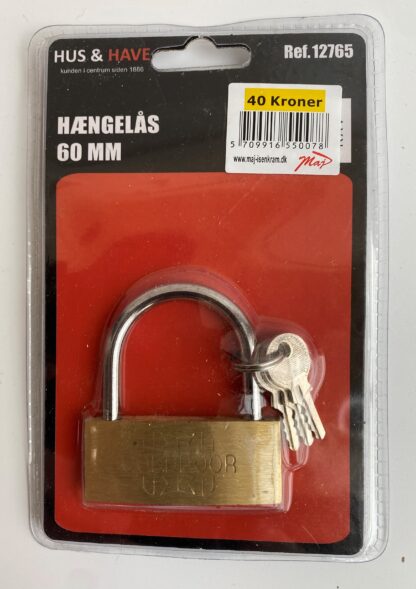 HUS & HAVE
kunden i centrum siden 1886
Ref.12765
HÆNGELÅS
60 MM
40 Kroner
5 709916 550078
www.maj-isenkram.dk
Maj